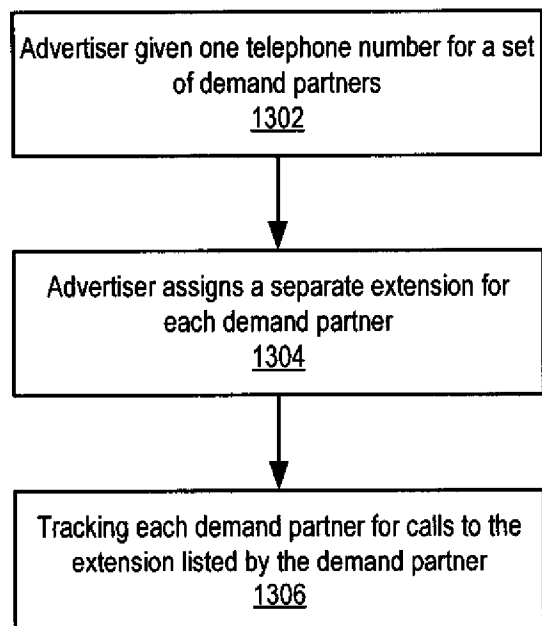 Advertiser given one telephone number for a set
of demand partners
1302
Advertiser assigns a separate extension for
each demand partner
1304
Tracking each demand partner for calls to the
extension listed by the demand partner
1306